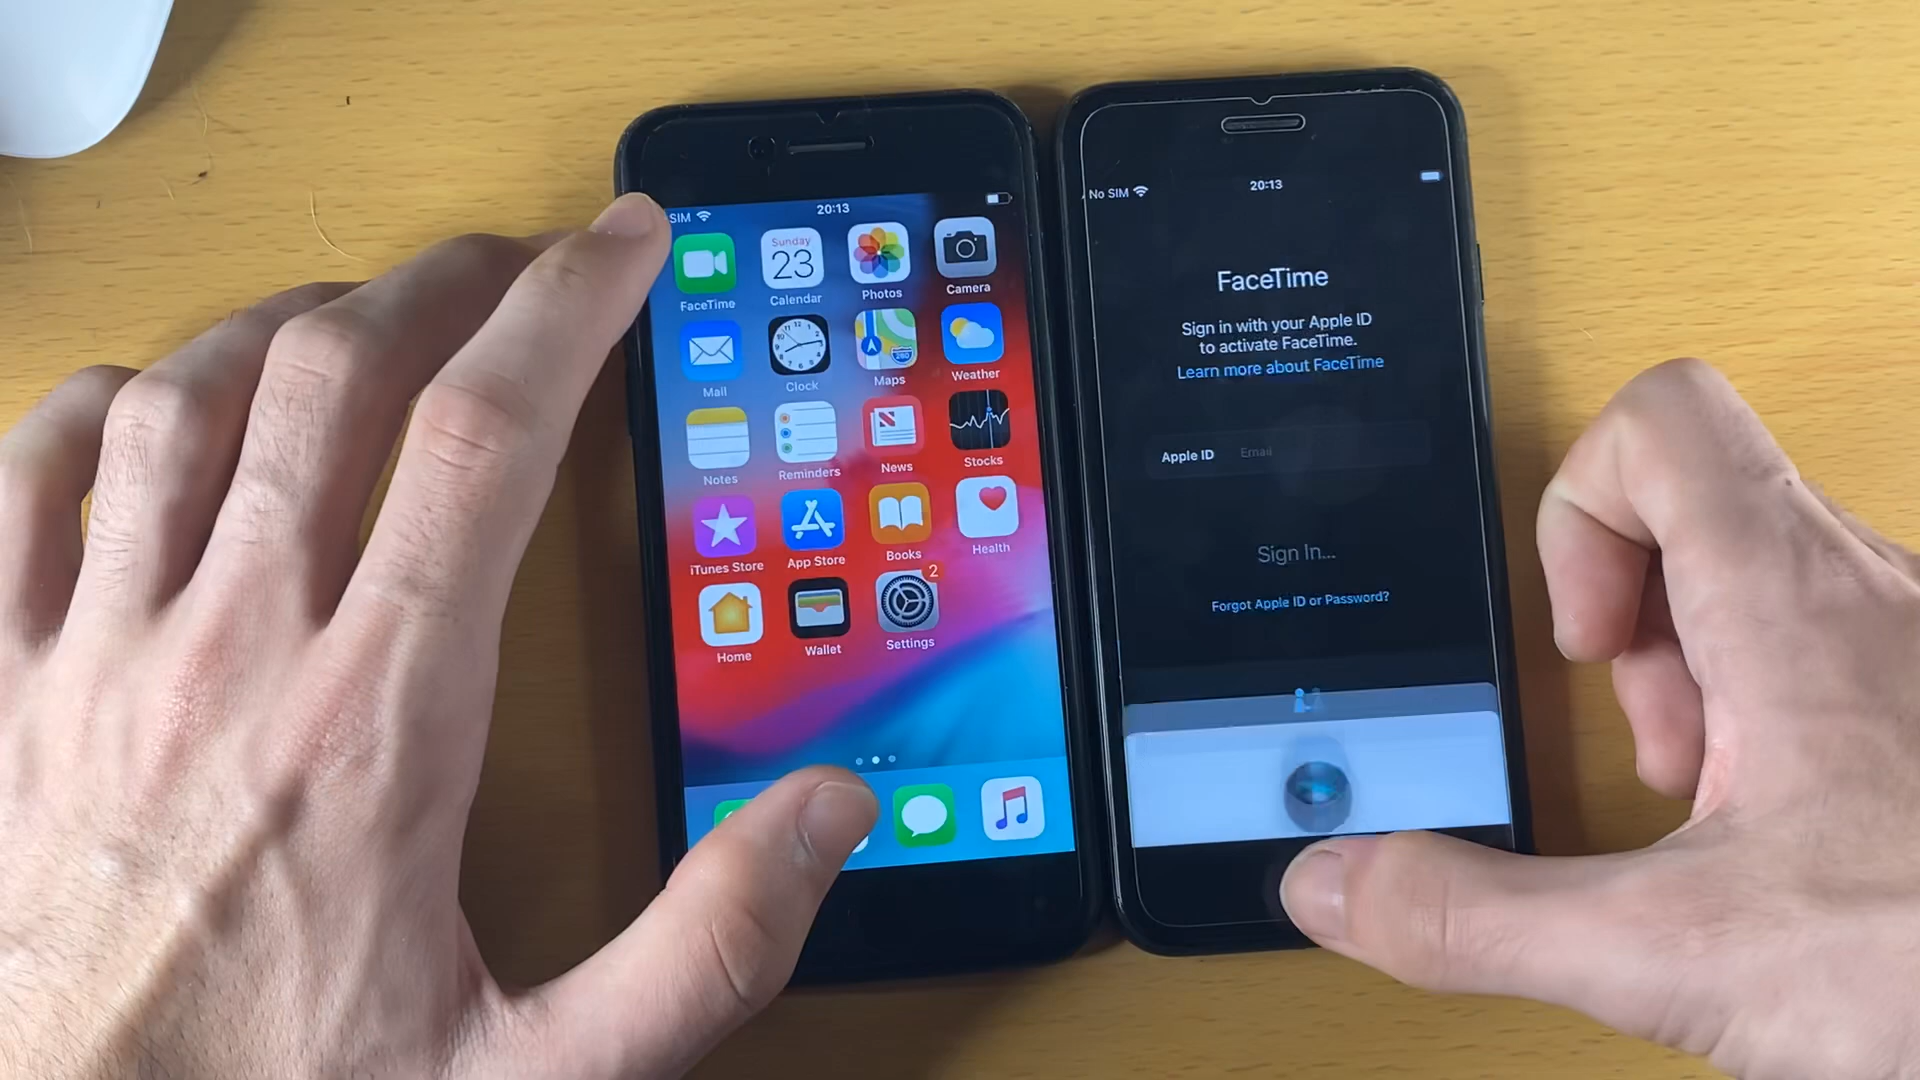 SIM
20:13
FaceTime
Sunday
23
Calendar
Photos
Camera
Mail
Clock
280
Maps
Weather
Notes
Reminders
News
Stocks
iTunes Store
App Store
Books
Health
Home
Wallet
2
Settings
No SIM
20:13
FaceTime
Sign in with your Apple ID
to activate FaceTime.
Learn more about FaceTime
Apple ID
Email
Sign In...
Forgot Apple ID or Password?